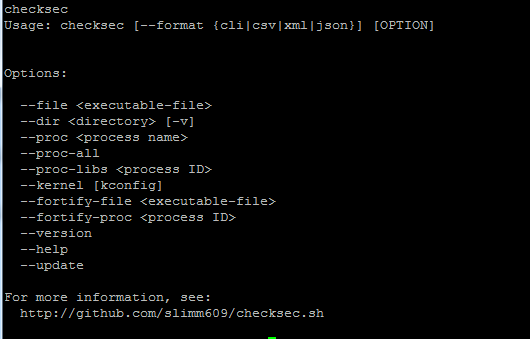 checksec
Usage: checksec [--format {cli|csv|xml|json}] [OPTION]
Options:
--file <executable-file>
--dir <directory> [-v]
--proc <process name>
--proc-all
--proc-libs <process ID>
--kernel [kconfig]
--fortify-file <executable-file>
--fortify-proc <process ID>
--version
--help
--update
For more information, see:
http://github.com/slimm609/checksec.sh